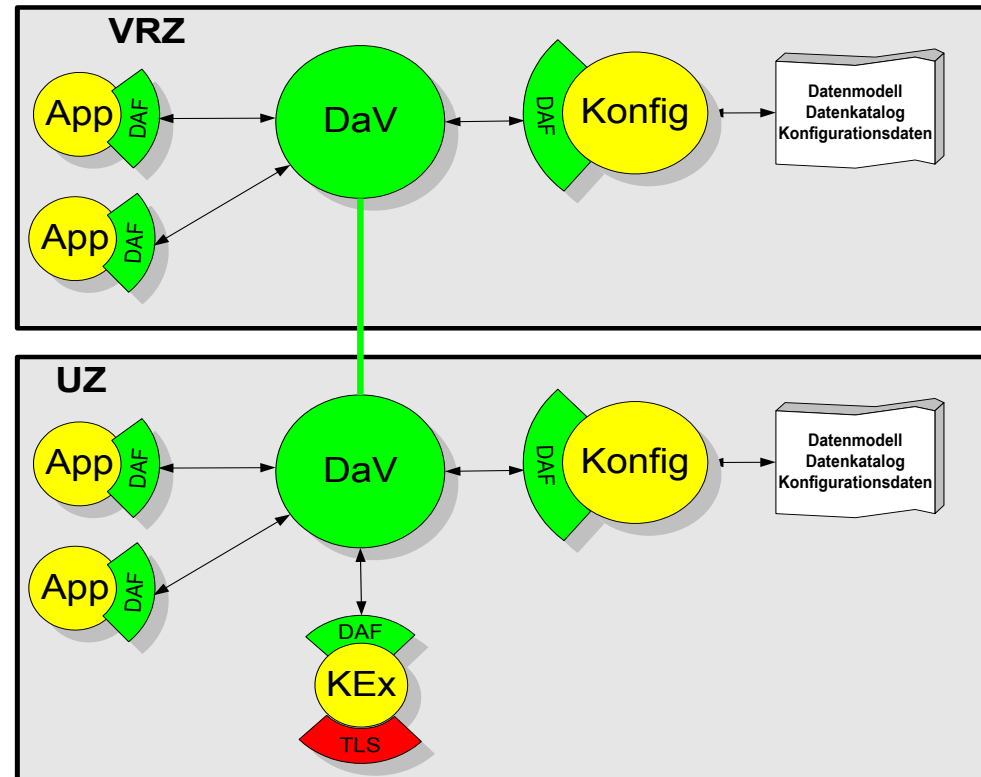 VRZ
App
DAF
DaV
DAF
Konfig
Datenmodell
Datenkatalog
Konfigurationsdaten
App
DAF
UZ
App
DAF
DaV
DAF
Konfig
Datenmodell
Datenkatalog
Konfigurationsdaten
App
DAF
DAF
KEx
TLS